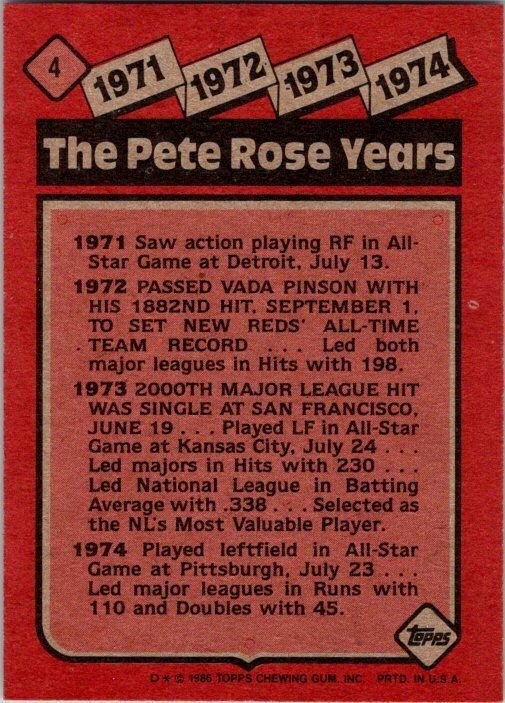 4
1971 1972 1973 1974
The Pete Rose Years
1971 Saw action playing RF in All-
Star Game at Detroit, July 13.
1972 PASSED VADA PINSON WITH
HIS 1882ND HIT, SEPTEMBER 1,
TO SET NEW REDS' ALL-TIME
TEAM RECORD . . . Led both
major leagues in Hits with 198.
1973 2000TH MAJOR LEAGUE HIT
WAS SINGLE AT SAN FRANCISCO,
JUNE 19 . . . Played LF in All-Star
Game at Kansas City, July 24 . . .
Led majors in Hits with 230 . . .
Led National League in Batting
Average with .338 . . . Selected as
the NL's Most Valuable Player.
1974 Played leftfield in All-Star
Game at Pittsburgh, July 23 . . .
Led major leagues in Runs with
110 and Doubles with 45.
topps
D * © 1986 TOPPS CHEWING GUM, INC. PRTD. IN U.S.A.